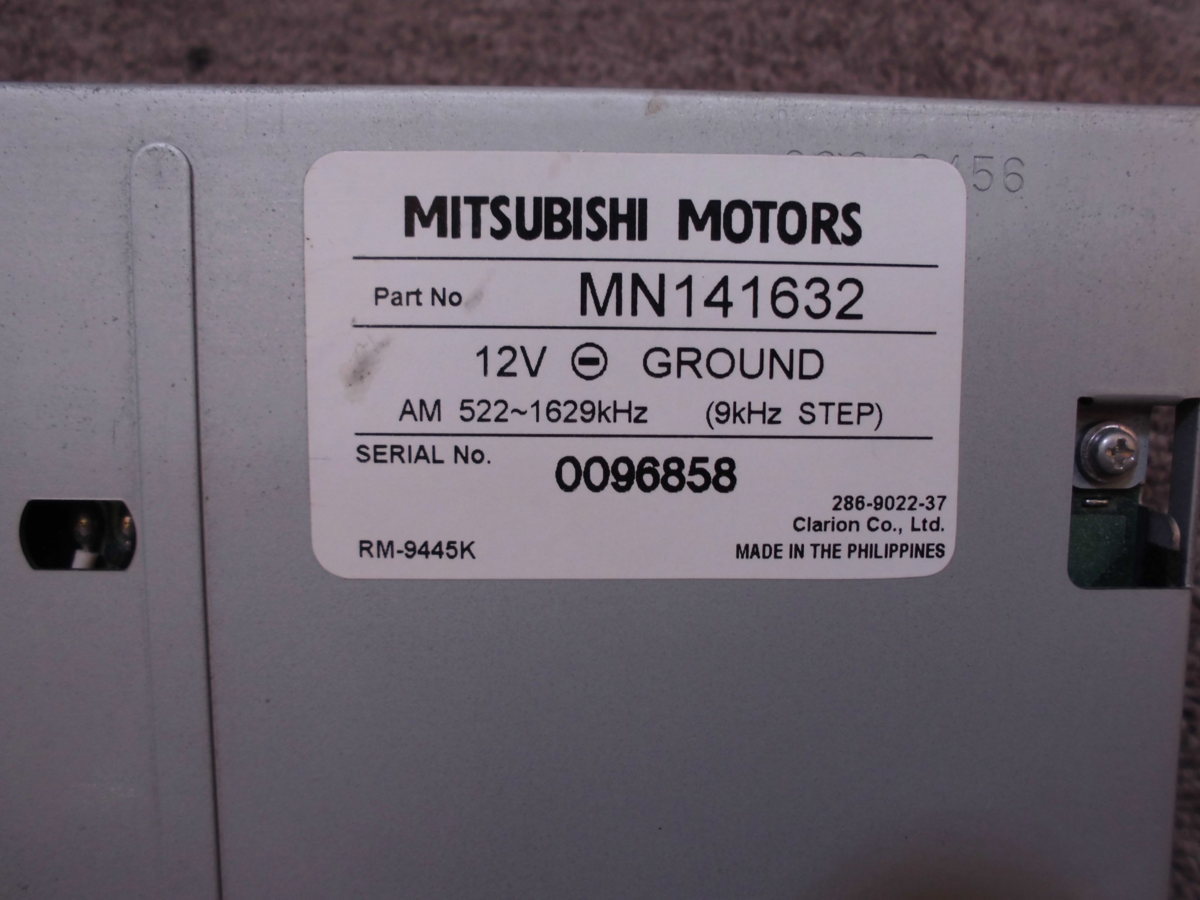 456
MITSUBISHI MOTORS
Part No MN141632
12V ⊖ GROUND
AM 522~1629kHz (9kHz STEP)
SERIAL No. 0096858
286-9022-37
Clarion Co., Ltd.
RM-9445K MADE IN THE PHILIPPINES